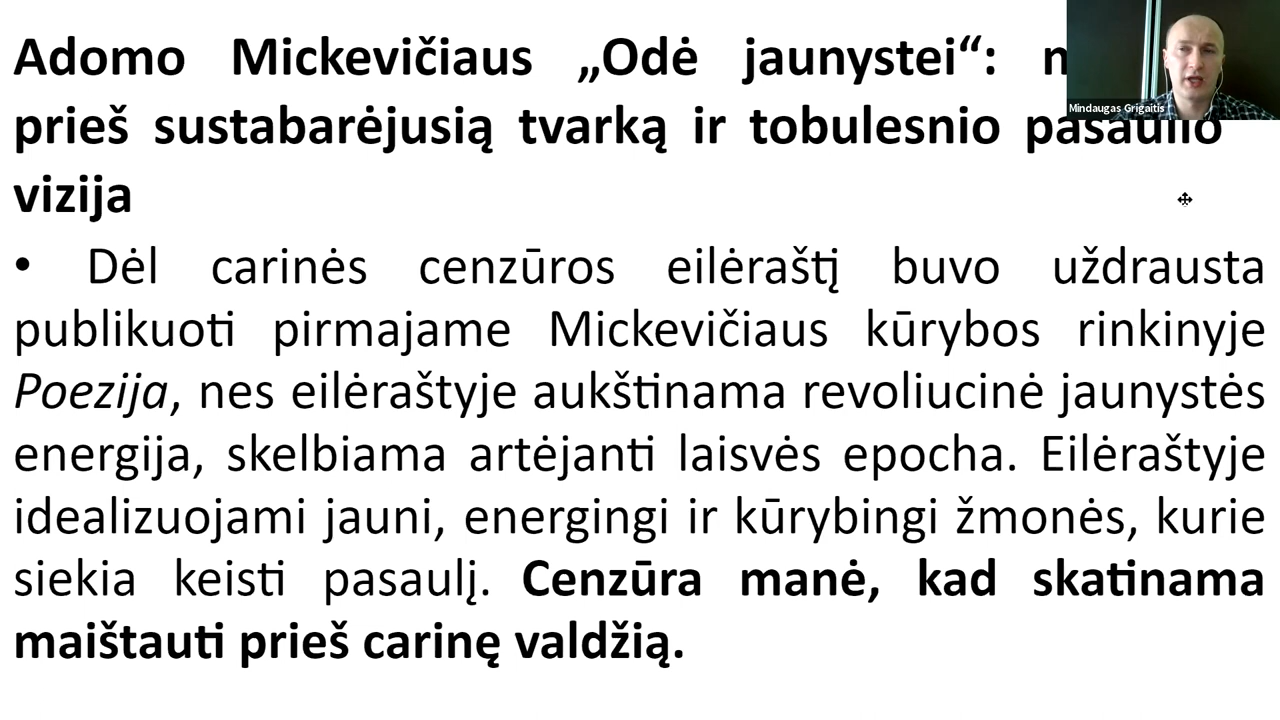 Adomo Mickevičiaus „Odė jaunystei“:
prieš sustabarėjusią tvarką ir tobulesnio pasaulio
vizija
• Dėl carinės cenzūros eilėraštį buvo uždrausta
publikuoti pirmajame Mickevičiaus kūrybos rinkinyje
Poezija, nes eilėraštyje aukštinama revoliucinė jaunystės
energija, skelbiama artėjanti laisvės epocha. Eilėraštyje
idealizuojami jauni, energingi ir kūrybingi žmonės, kurie
siekia keisti pasaulį. Cenzūra manė, kad skatinama
maištauti prieš carinę valdžią.
Mindaugas Grigaitis